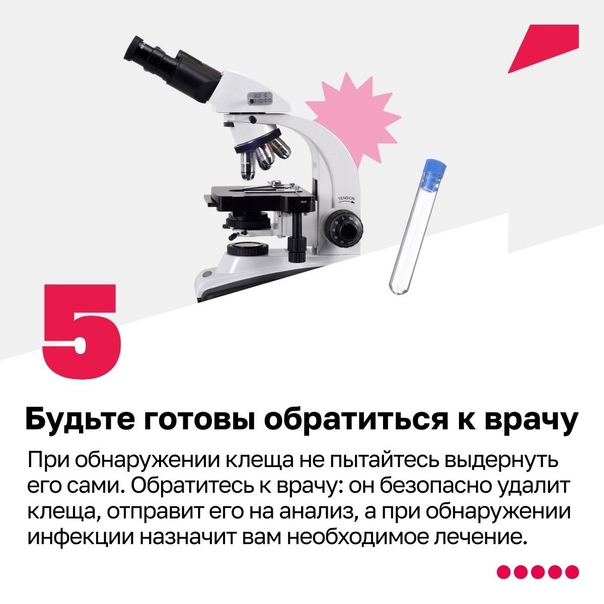 TENSION
5
Будьте готовы обратиться к врачу
При обнаружении клеща не пытайтесь выдернуть
его сами. Обратитесь к врачу: он безопасно удалит
клеща, отправит его на анализ, а при обнаружении
инфекции назначит вам необходимое лечение.